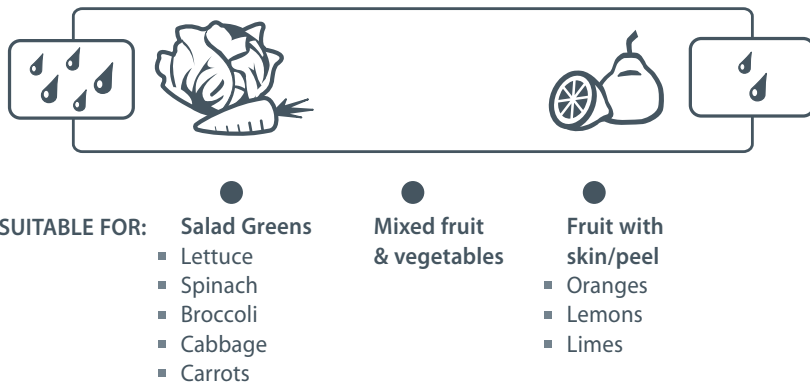 SUITABLE FOR:
Salad Greens
Lettuce
Spinach
Broccoli
Cabbage
Carrots
Mixed fruit
& vegetables
Fruit with
skin/peel
Oranges
Lemons
Limes